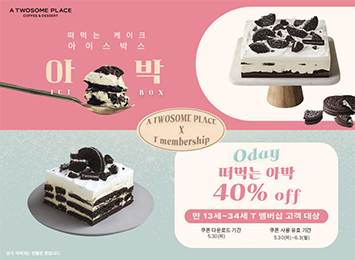 A TWOSOME PLACE
COFFEE & DESSERT
떠먹는 케이크
아이스박스
아 박
ICE BOX
A TWOSOME PLACE
X
T membership
0day
떠먹는 아박
40% off
만 13세~34세 T 멤버십 고객 대상
쿠폰 다운로드 기간
5.30(목)
쿠폰 사용 유효 기간
5.30(목)~6.3(월)